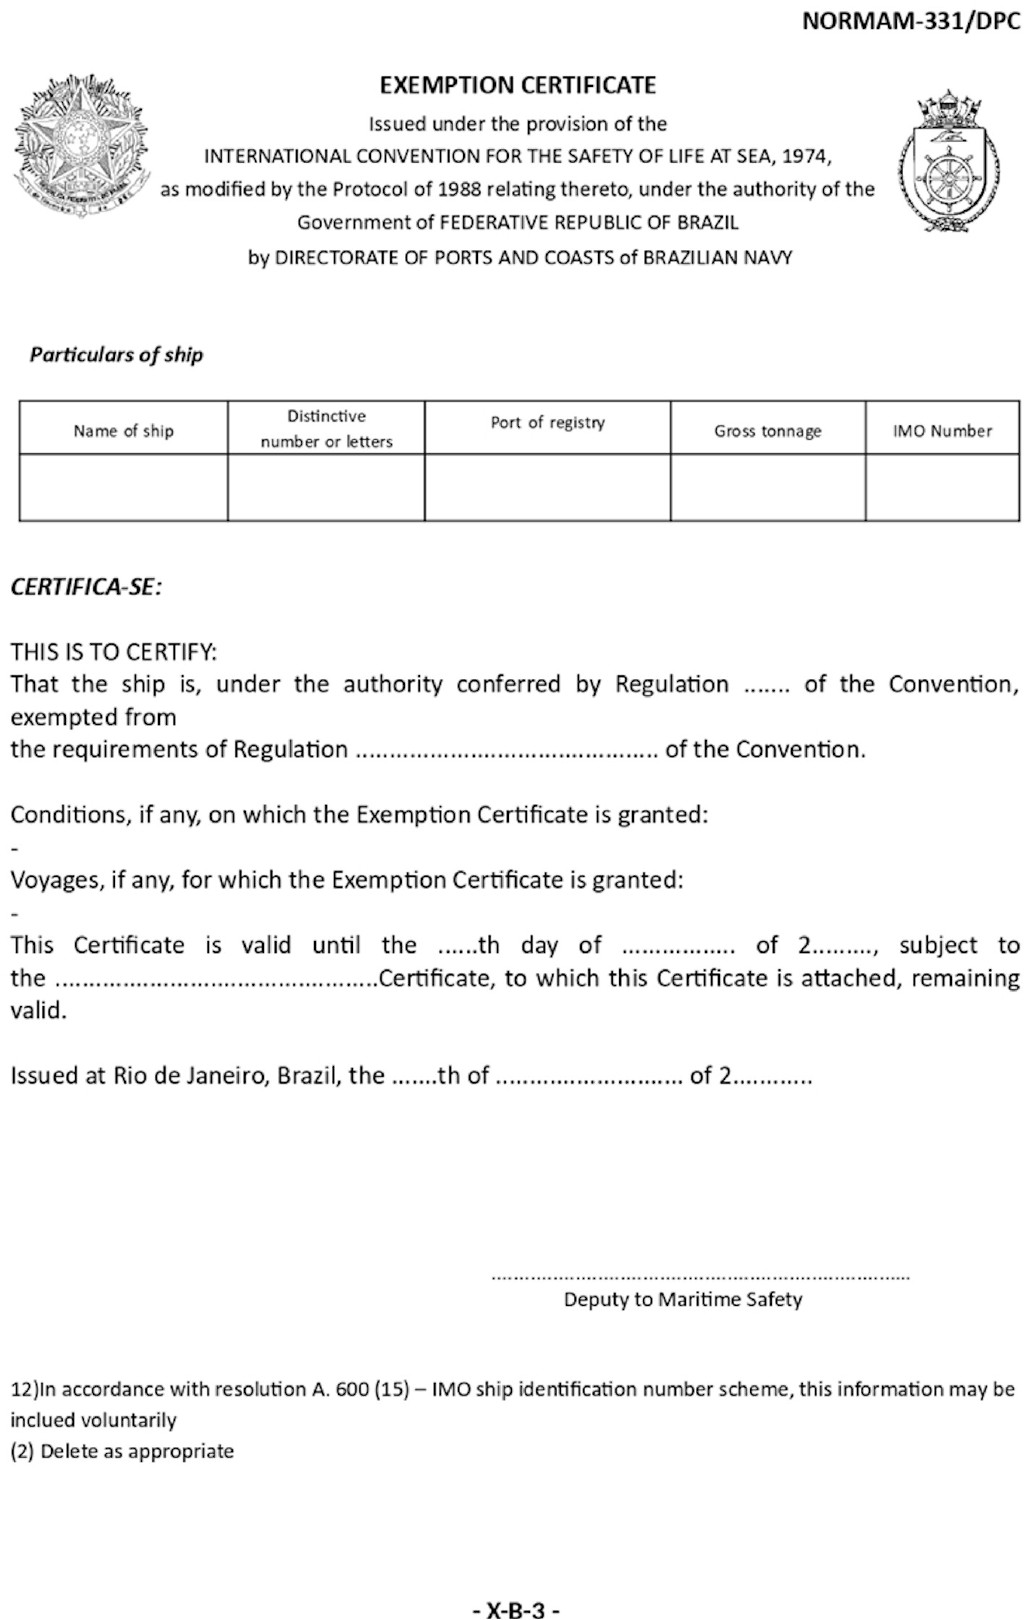 NORMAM-331/DPC
EXEMPTION CERTIFICATE
Issued under the provision of the
INTERNATIONAL CONVENTION FOR THE SAFETY OF LIFE AT SEA, 1974,
as modified by the Protocol of 1988 relating thereto, under the authority of the
Government of FEDERATIVE REPUBLIC OF BRAZIL
by DIRECTORATE OF PORTS AND COASTS of BRAZILIAN NAVY
Particulars of ship
Name of ship
Distinctive
number or letters
Port of registry
Gross tonnage
IMO Number
CERTIFICA-SE:
THIS IS TO CERTIFY:
That the ship is, under the authority conferred by Regulation ....... of the Convention,
exempted from
the requirements of Regulation ............................................. of the Convention.
Conditions, if any, on which the Exemption Certificate is granted:
-
Voyages, if any, for which the Exemption Certificate is granted:
-
This Certificate is valid until the ......th day of ................. of 2........., subject to
the ................................................Certificate, to which this Certificate is attached, remaining
valid.
Issued at Rio de Janeiro, Brazil, the .......th of ............................ of 2............
...........................................................................
Deputy to Maritime Safety
12)In accordance with resolution A. 600 (15) – IMO ship identification number scheme, this information may be
inclued voluntarily
(2) Delete as appropriate
- X-B-3 -